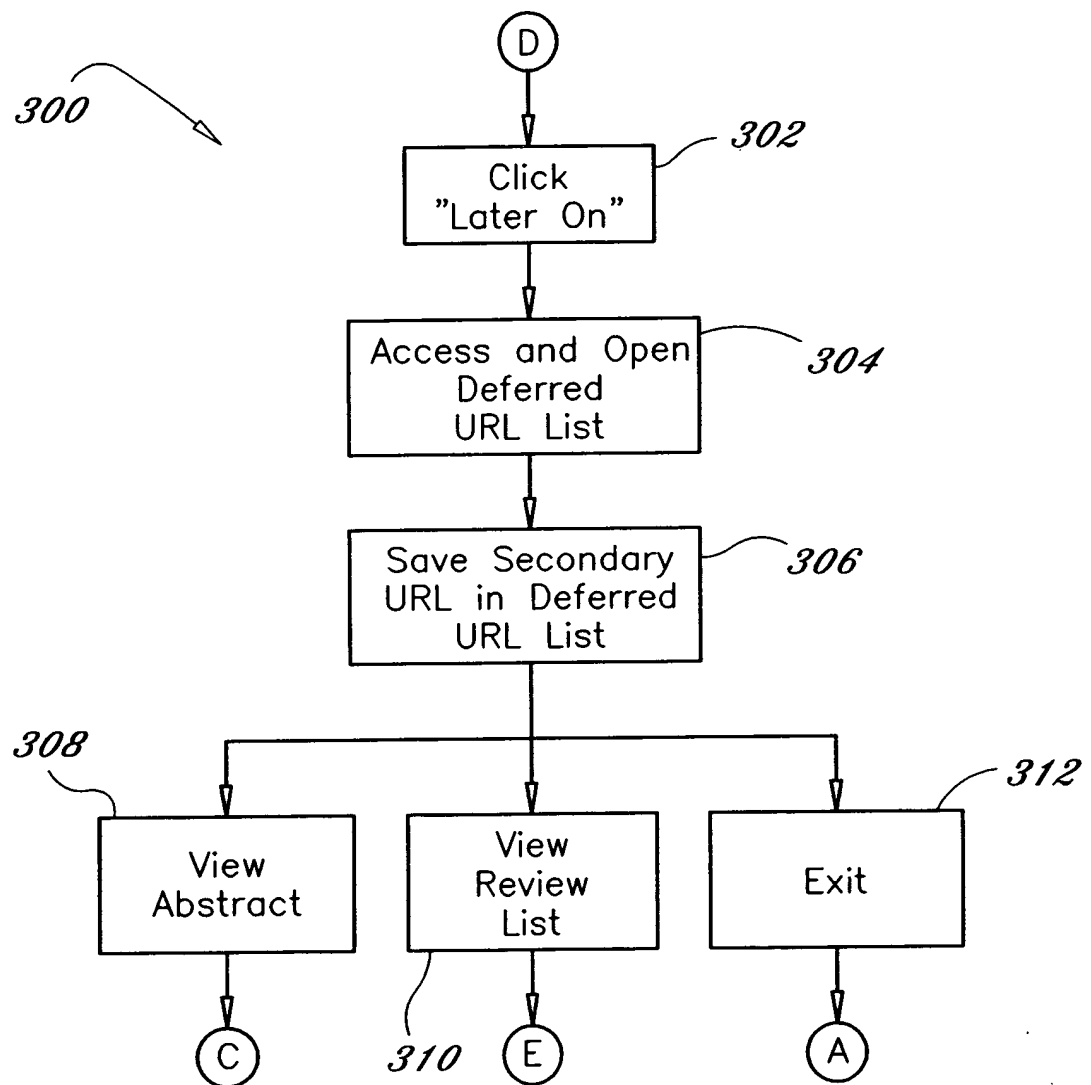 D
300
302
Click
"Later On"
304
Access and Open
Deferred
URL List
306
Save Secondary
URL in Deferred
URL List
308
312
View
Abstract
View
Review
List
Exit
310
C
E
A